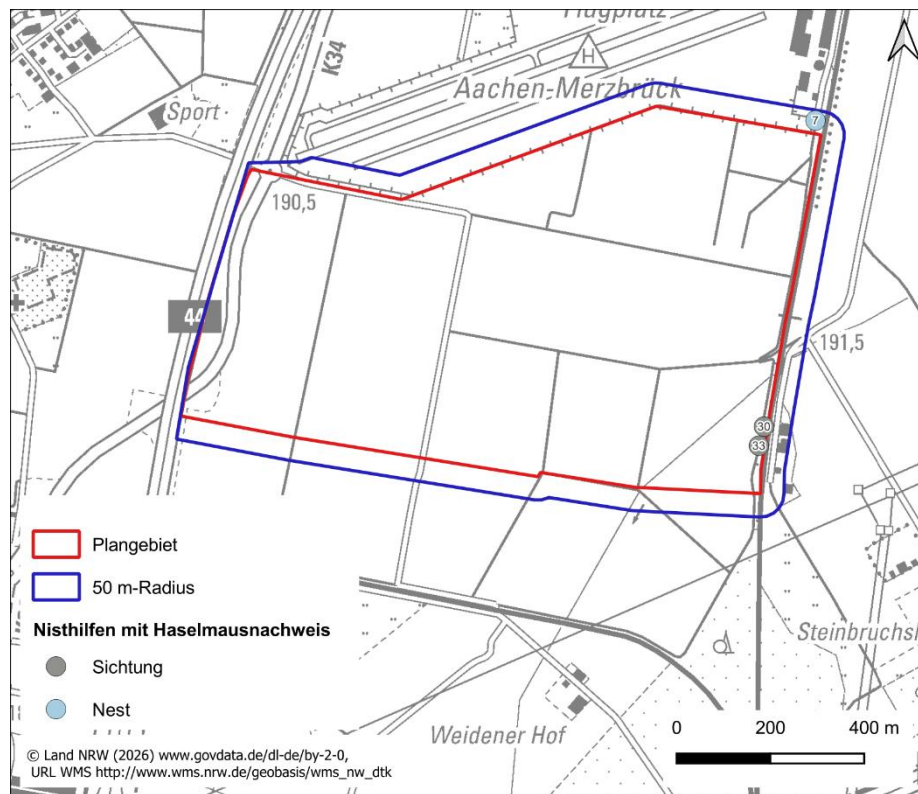 Flugplatz
H
Aachen-Merzbrück
K34
Sport
7
190,5
44
191,5
30
33
Plangebiet
50 m-Radius
Nisthilfen mit Haselmausnachweis
Sichtung
Nest
Weidener Hof
0 200 400 m
© Land NRW (2026) www.govdata.de/dl-de/by-2-0,
URL WMS http://www.wms.nrw.de/geobasis/wms_nw_dtk